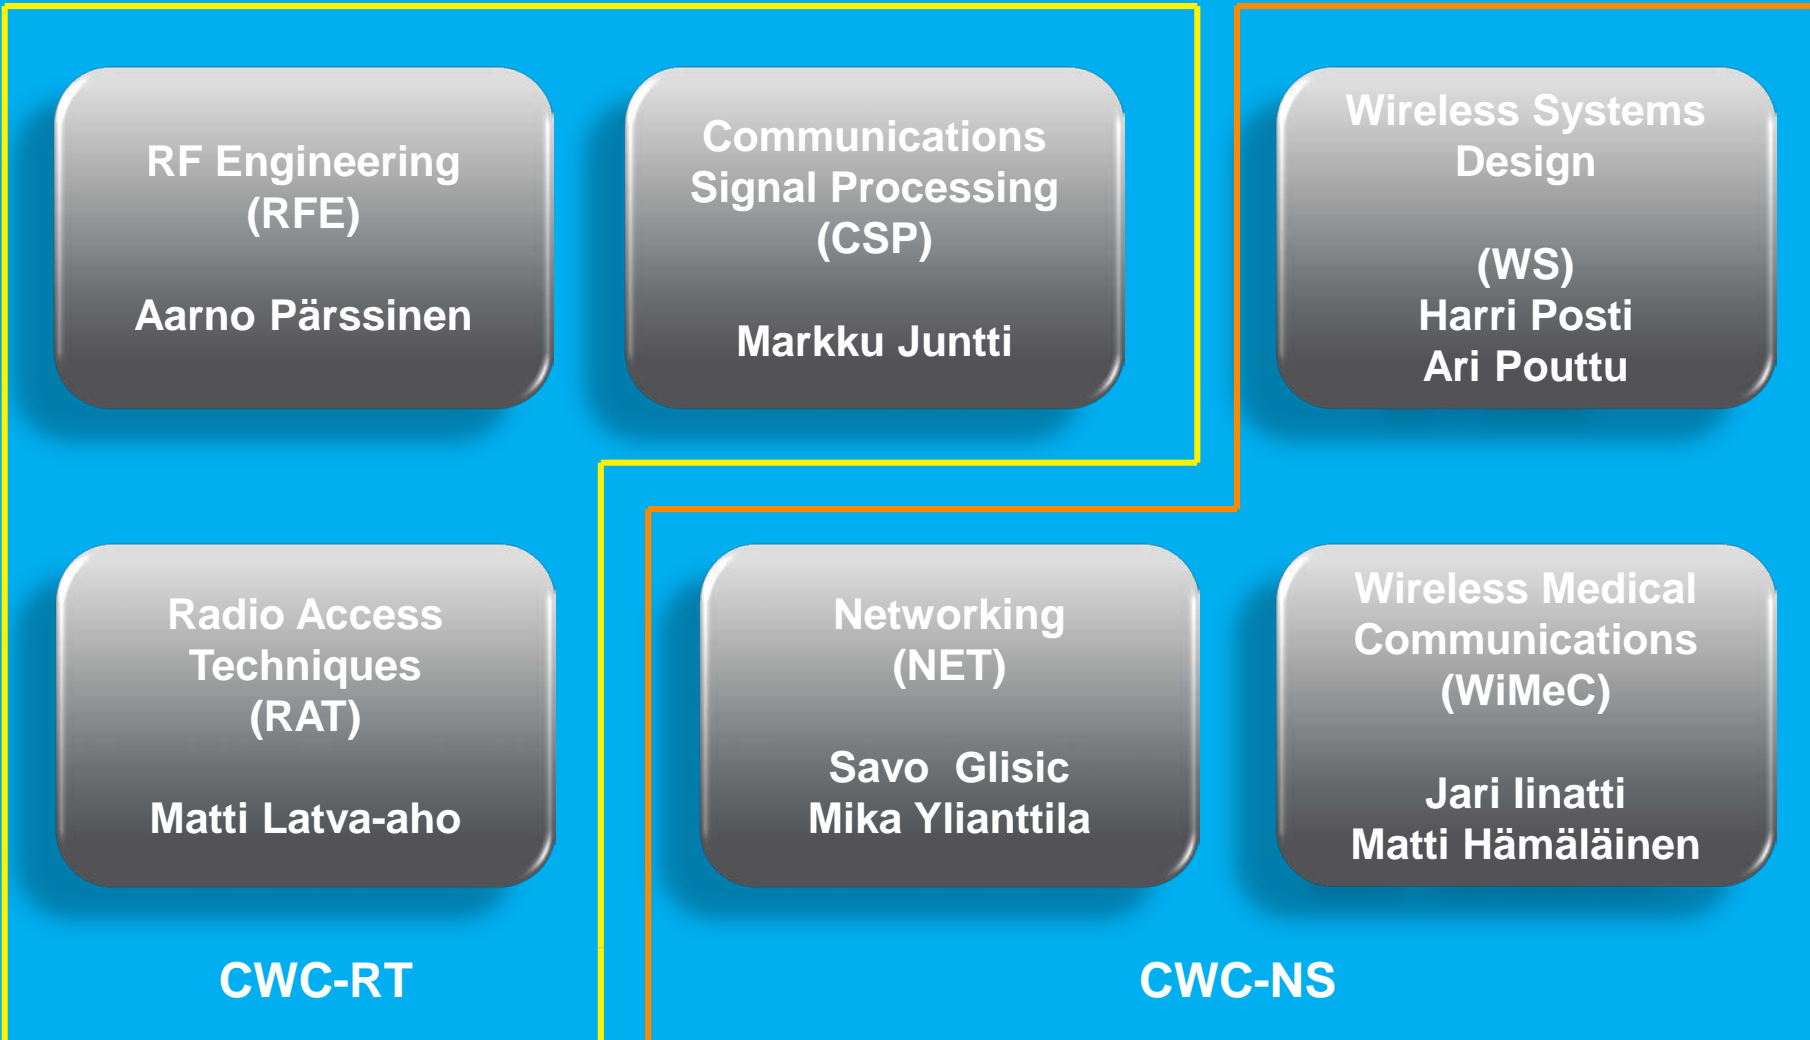 RF Engineering
(RFE)
Aarno Pärssinen
Communications
Signal Processing
(CSP)
Markku Juntti
Wireless Systems
Design
(WS)
Harri Posti
Ari Pouttu
Radio Access
Techniques
(RAT)
Matti Latva-aho
Networking
(NET)
Savo Glisic
Mika Ylianttila
Wireless Medical
Communications
(WiMeC)
Jari Iinatti
Matti Hämäläinen
CWC-RT
CWC-NS